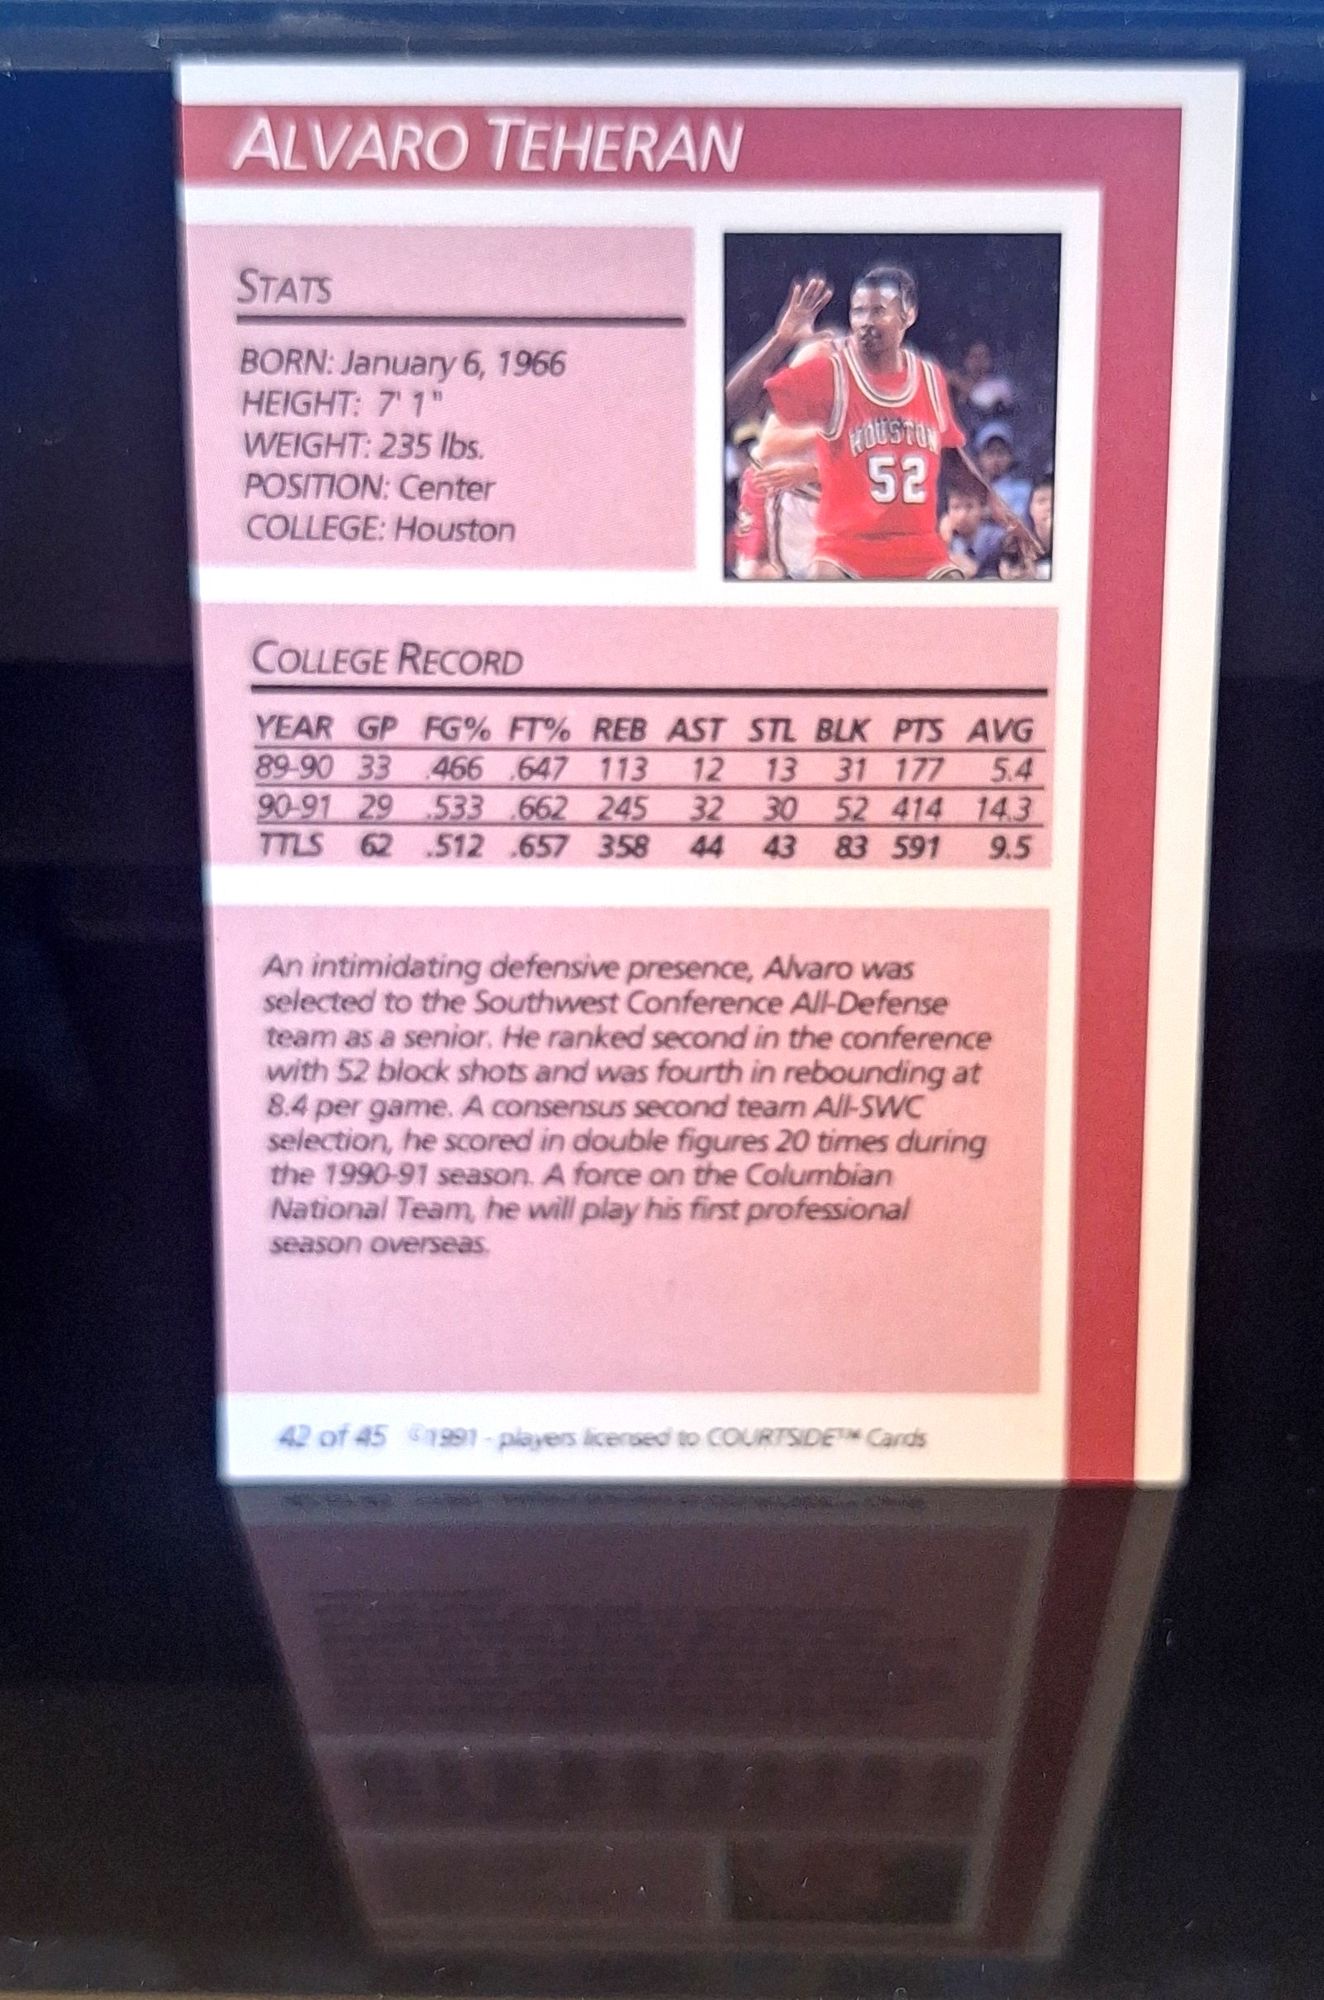 ALVARO TEHERAN
STATS
BORN: January 6, 1966
HEIGHT: 7' 1"
WEIGHT: 235 lbs.
POSITION: Center
COLLEGE: Houston
HOUSTON
52
COLLEGE RECORD
YEAR GP FG% FT% REB AST STL BLK PTS AVG
89-90 33 .466 .647 113 12 13 31 177 5.4
90-91 29 .533 .662 245 32 30 52 414 14.3
TTLS 62 .512 .657 358 44 43 83 591 9.5
An intimidating defensive presence, Alvaro was
selected to the Southwest Conference All-Defense
team as a senior. He ranked second in the conference
with 52 block shots and was fourth in rebounding at
8.4 per game. A consensus second team All-SWC
selection, he scored in double figures 20 times during
the 1990-91 season. A force on the Columbian
National Team, he will play his first professional
season overseas.
42 of 45 ©1991 - players licensed to COURTSIDE™ Cards